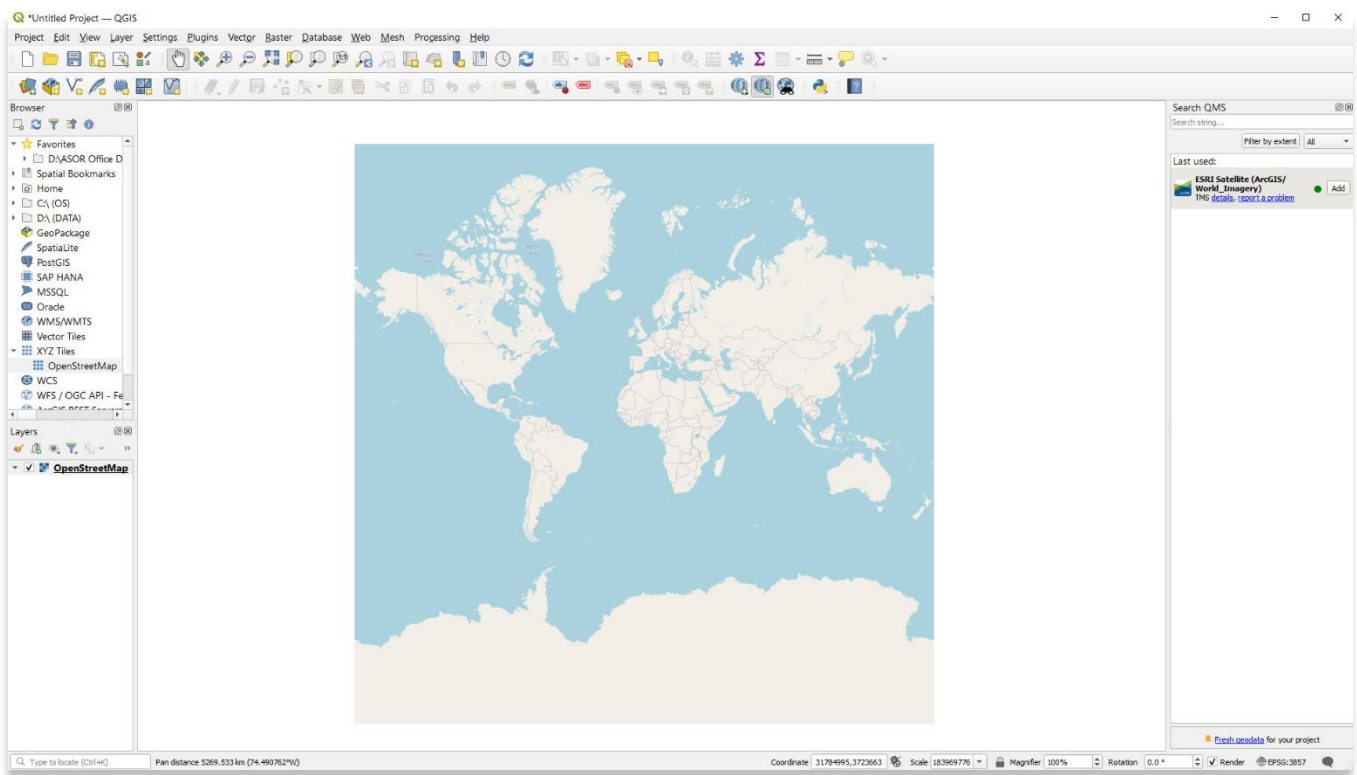 *Untitled Project — QGIS
Project Edit View Layer Settings Plugins Vector Raster Database Web Mesh Processing Help
Browser
Favorites
D:\ASOR Office D
Spatial Bookmarks
Home
C:\ (OS)
D:\ (DATA)
GeoPackage
SpatiaLite
PostGIS
SAP HANA
MSSQL
Oracle
WMS/WMTS
Vector Tiles
XYZ Tiles
OpenStreetMap
WCS
WFS / OGC API - Fe
Layers
OpenStreetMap
Search QMS
Search string...
Filter by extent All
Last used:
ESRI Satellite (ArcGIS/
World_Imagery)
TMS details, report a problem
Add
Fresh geodata for your project
Type to locate (Ctrl+K) Pan distance 5269.533 km (74.490762°W) Coordinate 31784995,3723663 Scale 183969776 Magnifier 100% Rotation 0.0 ° Render EPSG:3857